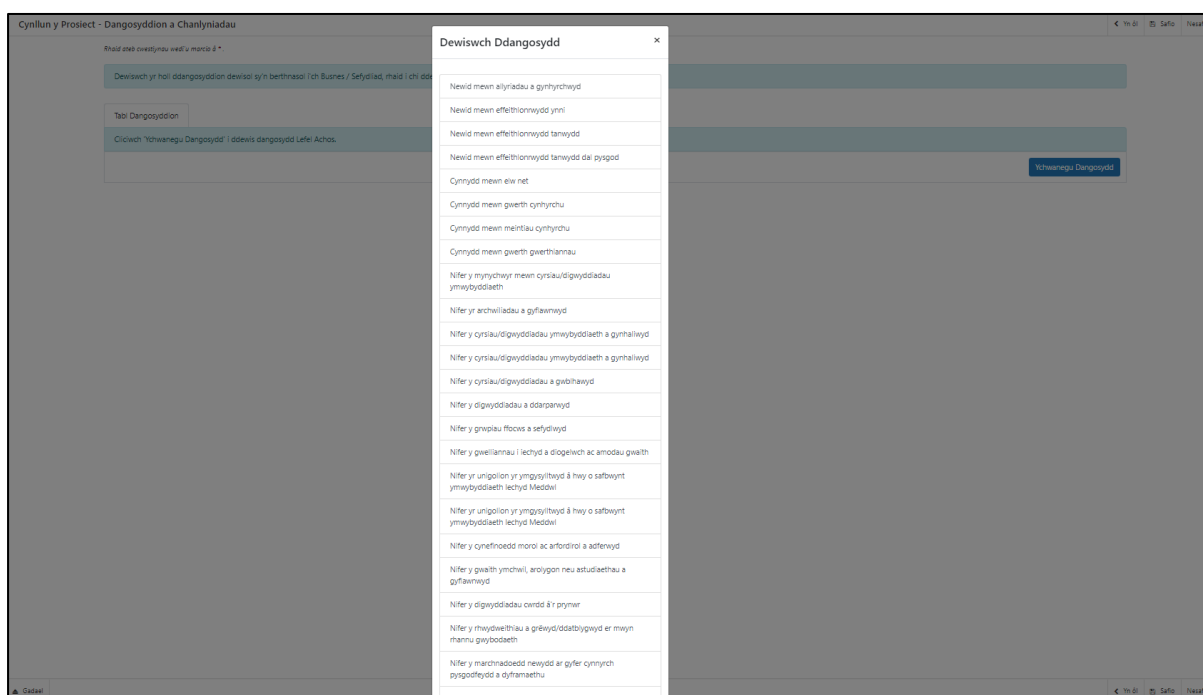 Cynllun y Prosiect - Dangosyddion a Chanlyniadau
Yn ôl
Safio
Nesaf
Rhaid ateb cwestiynau wedi'u marcio â * .
Dewiswch yr holl ddangosyddion dewisol sy'n berthnasol i'ch Busnes / Sefydliad, rhaid i chi
Tabl Dangosyddion
Cliciwch 'Ychwanegu Dangosydd' i ddewis dangosydd Lefel Achos.
Ychwanegu Dangosydd
Dewiswch Ddangosydd
×
Newid mewn allyriadau a gynhyrchwyd
Newid mewn effeithlonrwydd ynni
Newid mewn effeithlonrwydd tanwydd
Newid mewn effeithlonrwydd tanwydd dal pysgod
Cynnydd mewn elw net
Cynnydd mewn gwerth cynhyrchu
Cynnydd mewn meintiau cynhyrchu
Cynnydd mewn gwerth gwerthiannau
Nifer y mynychwyr mewn cyrsiau/digwyddiadau
ymwybyddiaeth
Nifer yr archwiliadau a gyflawnwyd
Nifer y cyrsiau/digwyddiadau ymwybyddiaeth a gynhaliwyd
Nifer y cyrsiau/digwyddiadau ymwybyddiaeth a gynhaliwyd
Nifer y cyrsiau/digwyddiadau a gwblhawyd
Nifer y digwyddiadau a ddarparwyd
Nifer y grwpiau ffocws a sefydlwyd
Nifer y gwelliannau i iechyd a diogelwch ac amodau gwaith
Nifer yr unigolion yr ymgysylltwyd â hwy o safbwynt
ymwybyddiaeth Iechyd Meddwl
Nifer yr unigolion yr ymgysylltwyd â hwy o safbwynt
ymwybyddiaeth Iechyd Meddwl
Nifer y cynefinoedd morol ac arfordirol a adferwyd
Nifer y gwaith ymchwil, arolygon neu astudiaethau a
gyflawnwyd
Nifer y digwyddiadau cwrdd â'r prynwr
Nifer y rhwydweithiau a grëwyd/ddatblygwyd er mwyn
rhannu gwybodaeth
Nifer y marchnadoedd newydd ar gyfer cynnyrch
pysgodfeydd a dyframaethu
Gadael
Yn ôl
Safio
Nesaf